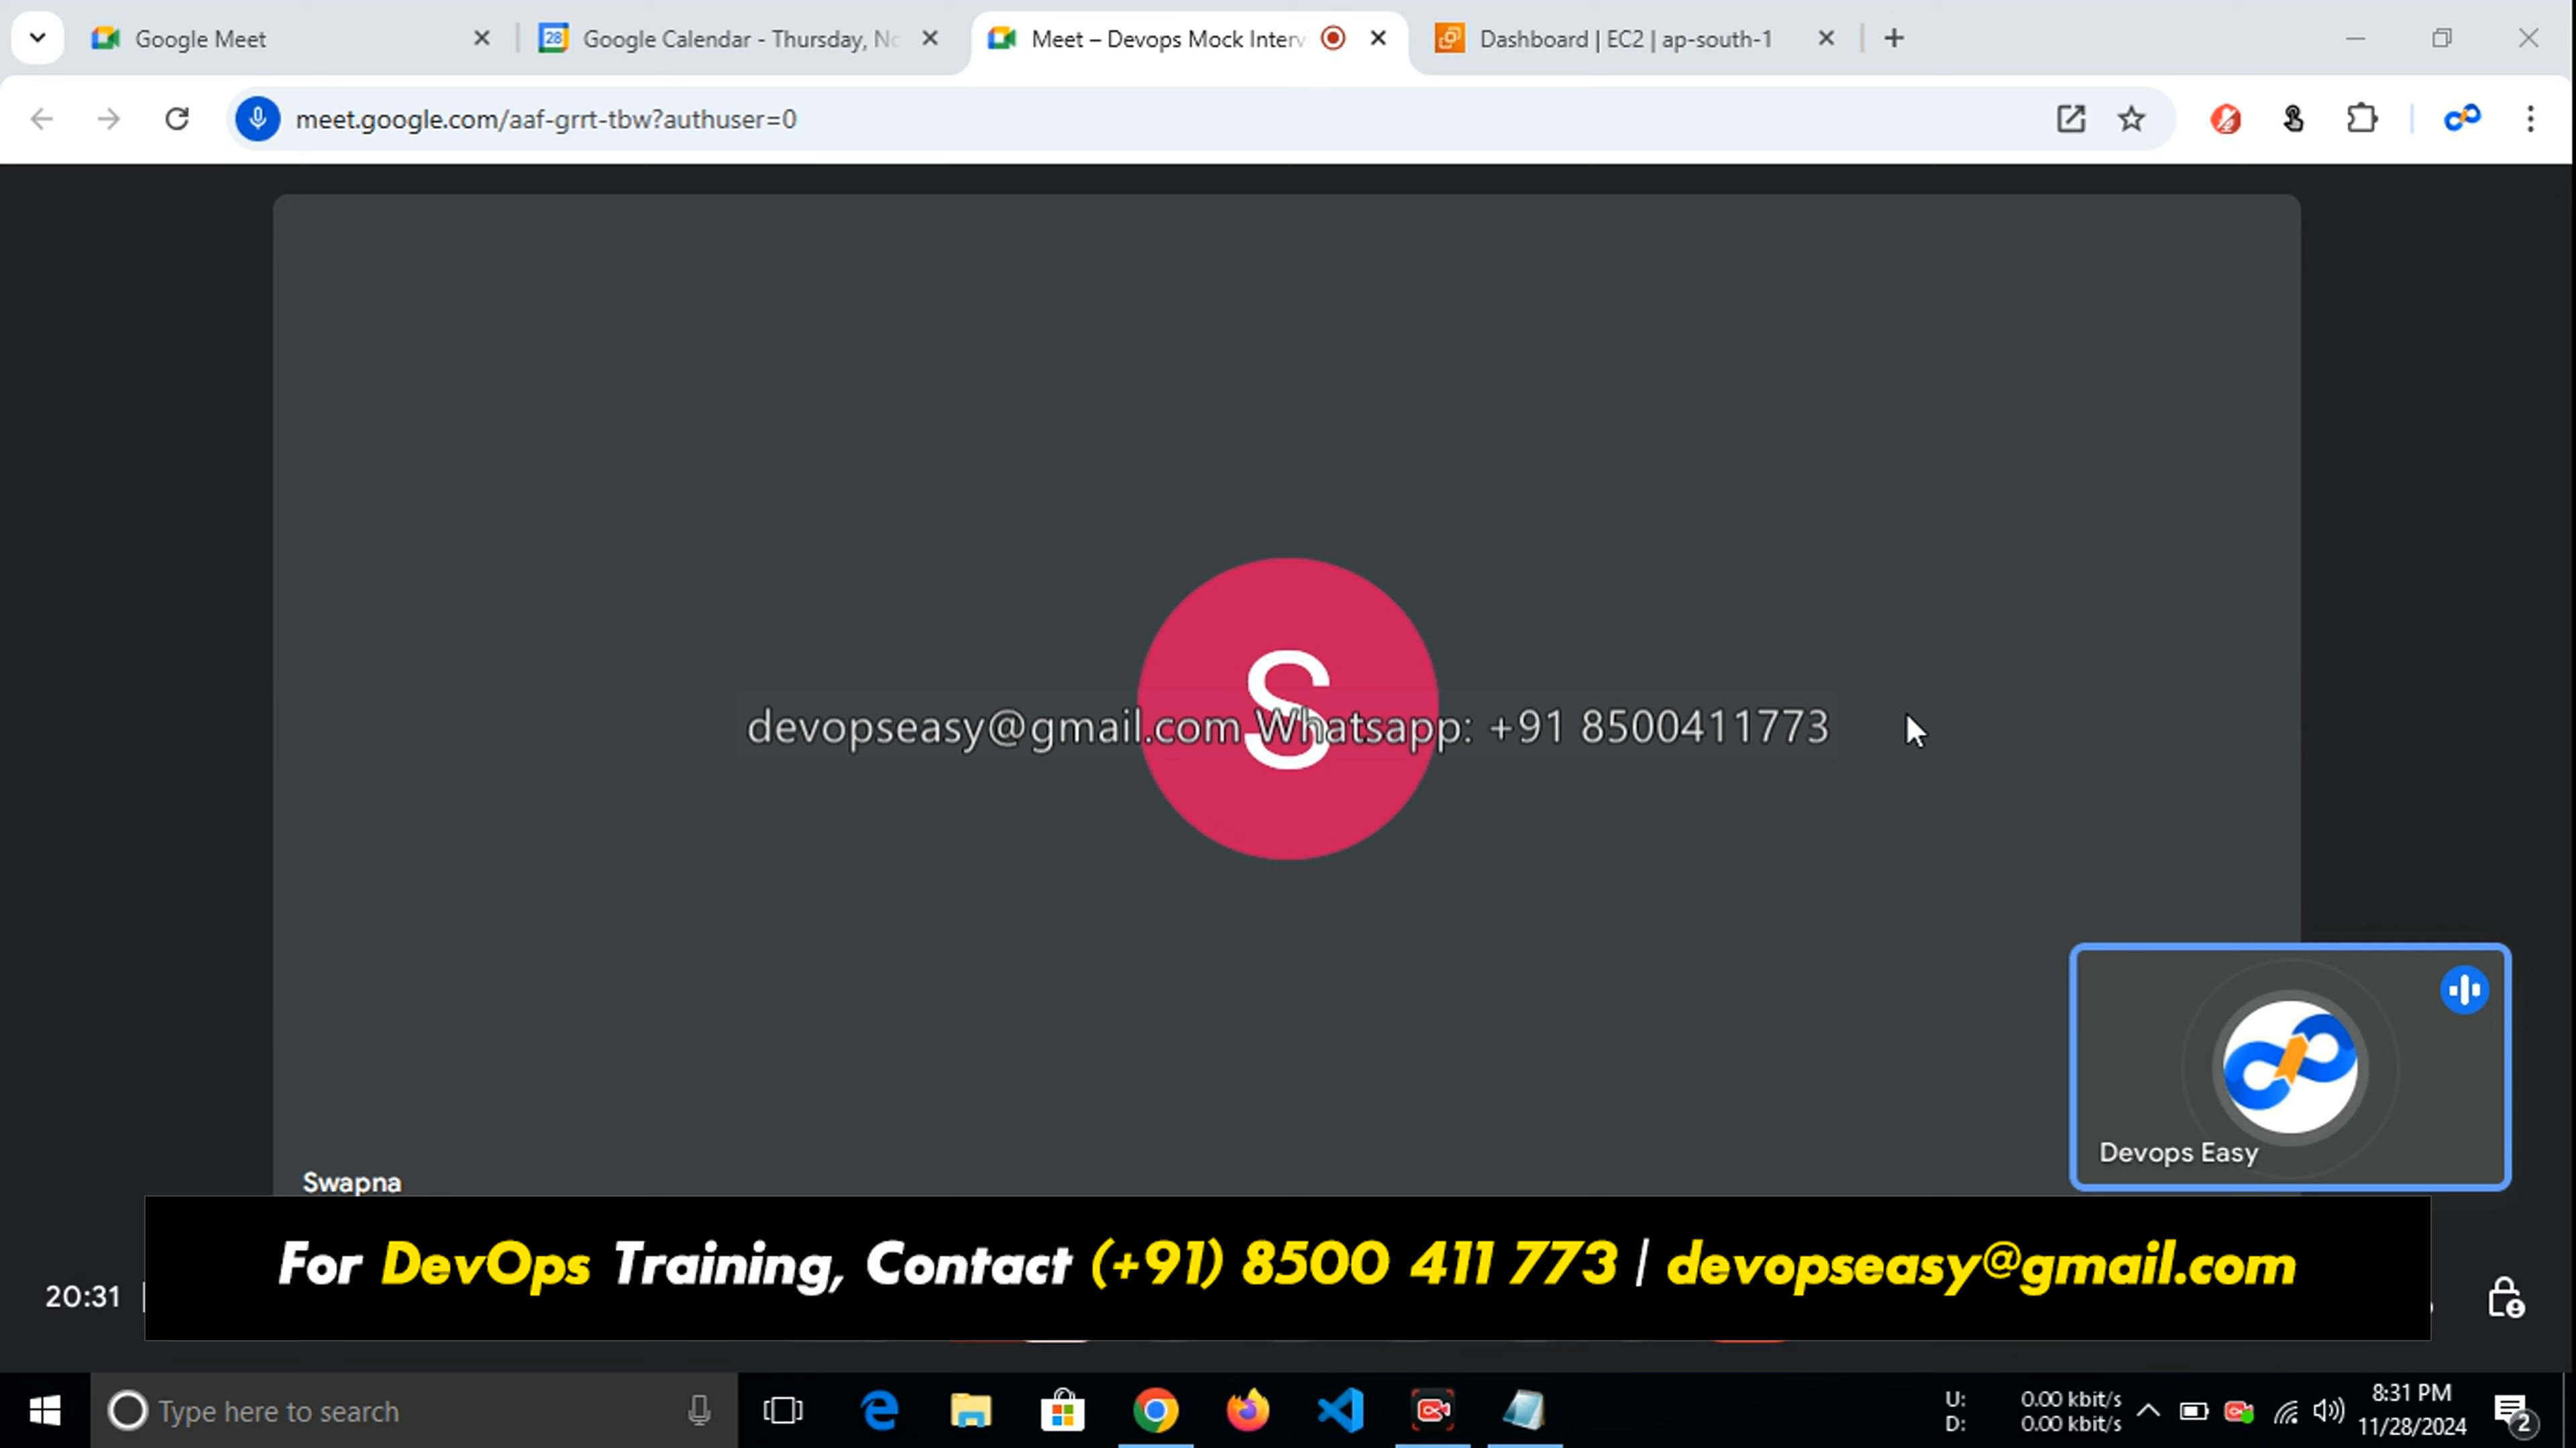 Google Meet
Google Calendar - Thursday, No
Meet – Devops Mock Interv
Dashboard | EC2 | ap-south-1
meet.google.com/aaf-grrt-tbw?authuser=0
S
devopseasy@gmail.com Whatsapp: +91 8500411773
Devops Easy
Swapna
For DevOps Training, Contact (+91) 8500 411 773 | devopseasy@gmail.com
20:31
Type here to search
U: 0.00 kbit/s
D: 0.00 kbit/s
8:31 PM
11/28/2024
2
28